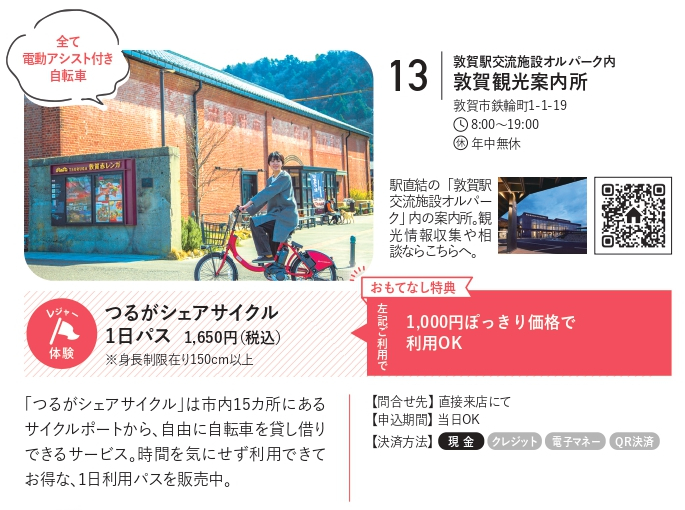 全て
電動アシスト付き
自転車
TSURUGA 敦賀赤レンガ
13
敦賀駅交流施設オルパーク内
敦賀観光案内所
敦賀市鉄輪町1-1-19
8:00〜19:00
休 年中無休
駅直結の「敦賀駅
交流施設オルパー
ク」内の案内所。観
光情報収集や相
談ならこちらへ。
レジャー
体験
つるがシェアサイクル
1日パス 1,650円(税込)
※身長制限在り150cm以上
おもてなし特典
左記ご利用で
1,000円ぽっきり価格で
利用OK
「つるがシェアサイクル」は市内15カ所にある
サイクルポートから、自由に自転車を貸し借り
できるサービス。時間を気にせず利用できて
お得な、1日利用パスを販売中。
【問合せ先】 直接来店にて
【申込期間】 当日OK
【決済方法】 現金 クレジット 電子マネー QR決済